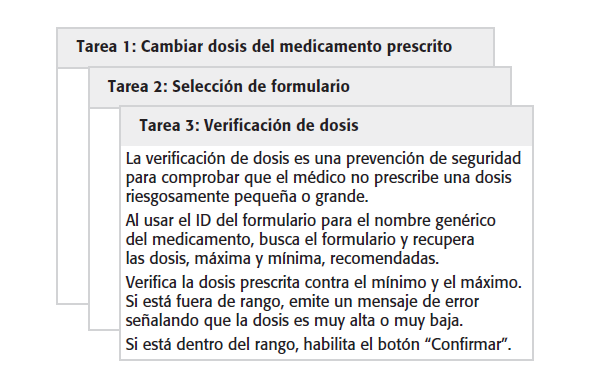 Tarea 1: Cambiar dosis del medicamento prescrito
Tarea 2: Selección de formulario
Tarea 3: Verificación de dosis
La verificación de dosis es una prevención de seguridad
para comprobar que el médico no prescribe una dosis
riesgosamente pequeña o grande.
Al usar el ID del formulario para el nombre genérico
del medicamento, busca el formulario y recupera
las dosis, máxima y mínima, recomendadas.
Verifica la dosis prescrita contra el mínimo y el máximo.
Si está fuera de rango, emite un mensaje de error
señalando que la dosis es muy alta o muy baja.
Si está dentro del rango, habilita el botón “Confirmar”.